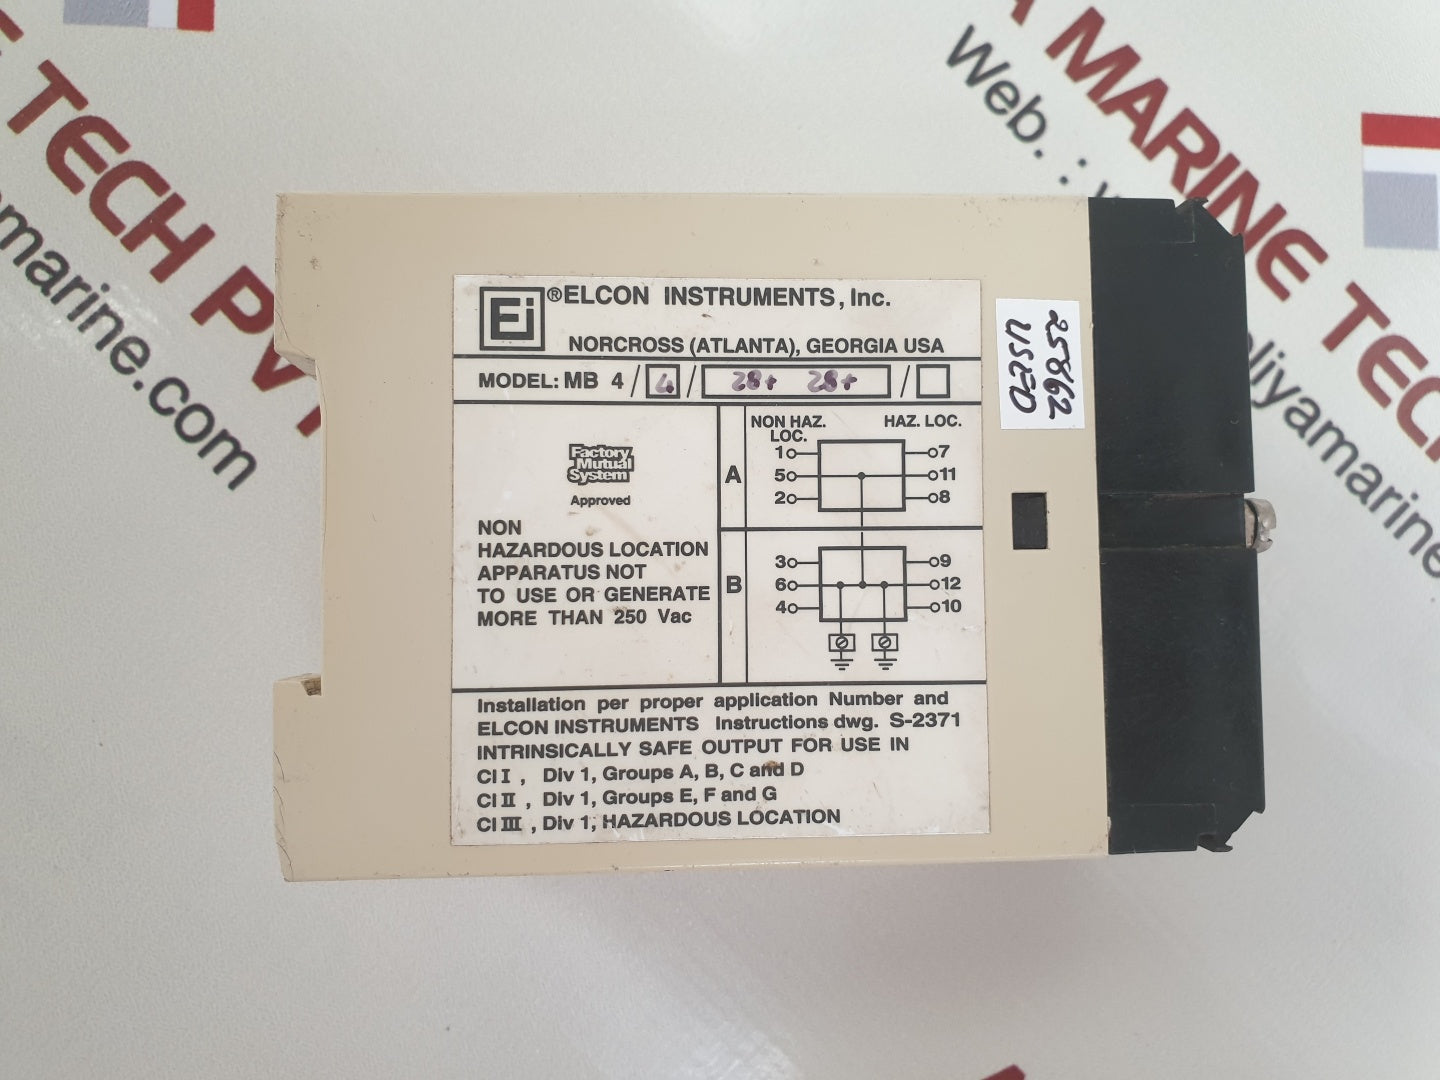 TECH PVT
amarine.com
A MARINE TECH
Web. : w
eliyamarine
Ei
®ELCON INSTRUMENTS, Inc.
NORCROSS (ATLANTA), GEORGIA USA
MODEL: MB 4/ 4 / 28+ 28+ /
Factory
Mutual
System
Approved
NON
HAZARDOUS LOCATION
APPARATUS NOT
TO USE OR GENERATE
MORE THAN 250 Vac
A
NON HAZ.
LOC.
HAZ. LOC.
1 7
5 11
2 8
B
3 9
6 12
4 10
Installation per proper application Number and
ELCON INSTRUMENTS Instructions dwg. S-2371
INTRINSICALLY SAFE OUTPUT FOR USE IN
Cl I , Div 1, Groups A, B, C and D
Cl II , Div 1, Groups E, F and G
Cl III , Div 1, HAZARDOUS LOCATION
25862
USED